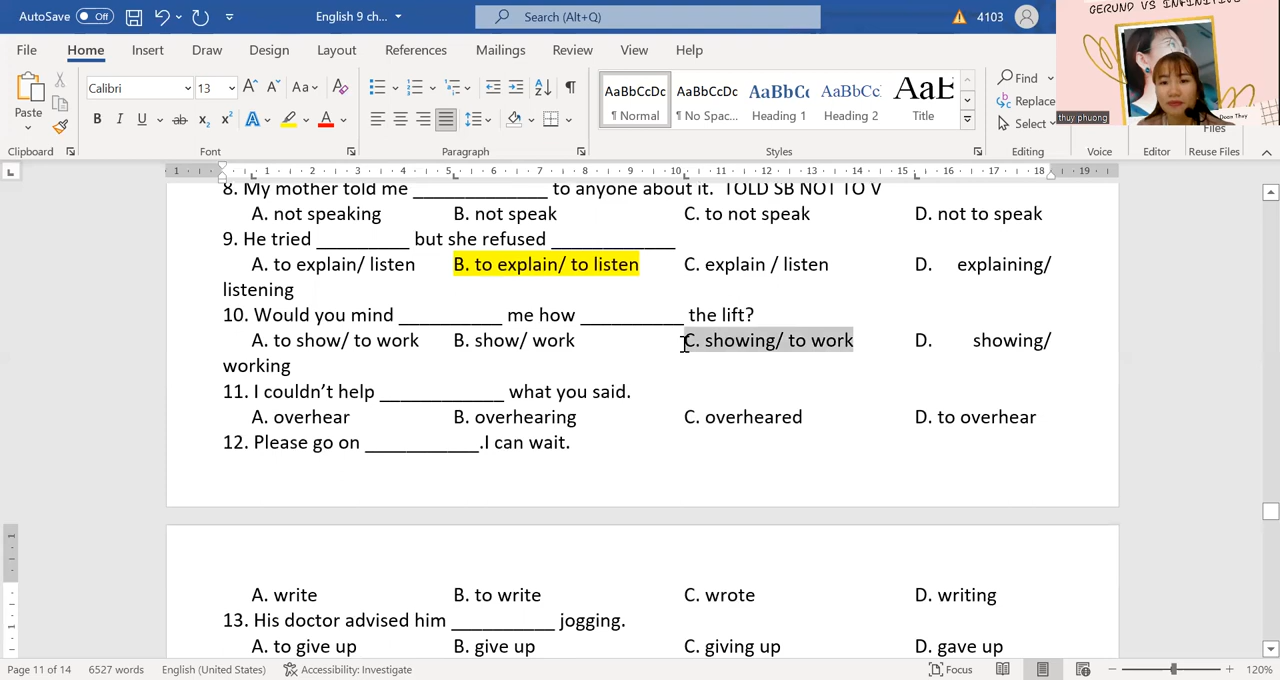 AutoSave Off English 9 ch... Search (Alt+Q) 4103
GERUND VS INFINITIVE
File Home Insert Draw Design Layout References Mailings Review View Help
Paste
Calibri 13
AaBbCcDc AaBbCcDc AaBbCc AaBbCc AaB
¶ Normal ¶ No Spac... Heading 1 Heading 2 Title
Find
Replace
Select
thuy phuong
Files
Clipboard Font Paragraph Styles Editing Voice Editor Reuse Files
8. My mother told me _____________ to anyone about it. TOLD SB NOT TO V
A. not speaking B. not speak C. to not speak D. not to speak
9. He tried _________ but she refused ____________
A. to explain/ listen B. to explain/ to listen C. explain / listen D. explaining/
listening
10. Would you mind __________ me how __________ the lift?
A. to show/ to work B. show/ work C. showing/ to work D. showing/
working
11. I couldn’t help ____________ what you said.
A. overhear B. overhearing C. overheared D. to overhear
12. Please go on ___________.I can wait.
A. write B. to write C. wrote D. writing
13. His doctor advised him __________ jogging.
A. to give up B. give up C. giving up D. gave up
Page 11 of 14 6527 words English (United States) Accessibility: Investigate Focus 120%